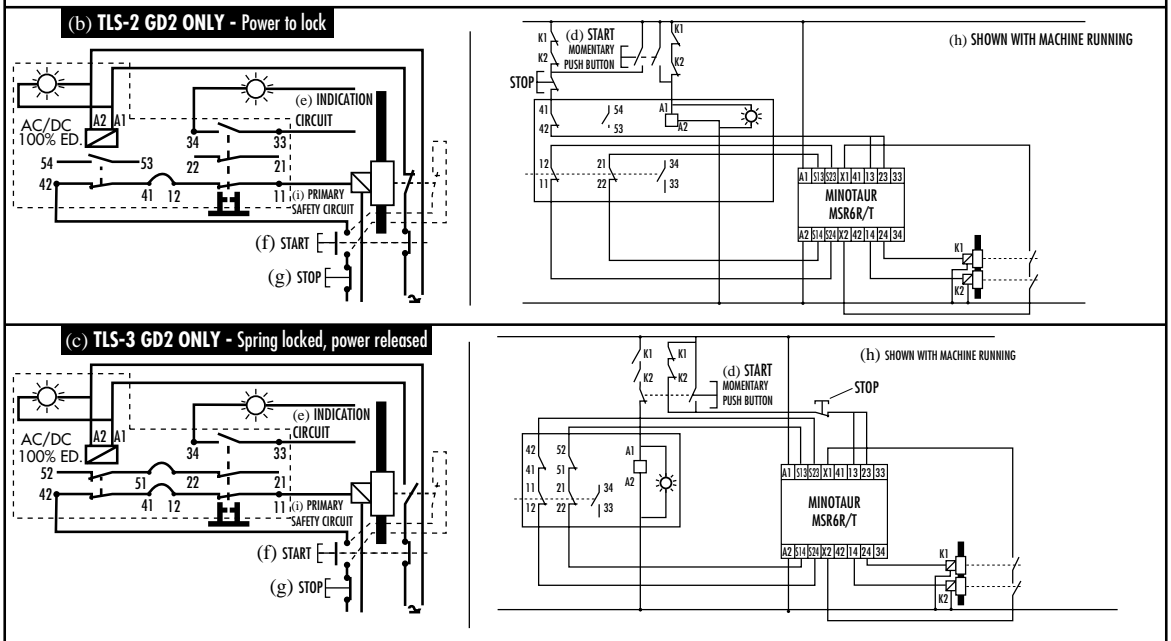 (b) TLS-2 GD2 ONLY - Power to lock
A2 A1
AC/DC
100% ED.
54 53
42 41 12 11
34 33
22 21
(e) INDICATION
CIRCUIT
(i) PRIMARY
SAFETY CIRCUIT
(f) START
(g) STOP
K1
K2
(d) START
MOMENTARY
PUSH BUTTON
K1
K2
STOP
(h) SHOWN WITH MACHINE RUNNING
41
42
54
53
A1
A2
12
11
21
22
34
33
A1 S13 S23 X1 41 13 23 33
MINOTAUR
MSR6R/T
A2 S14 S24 X2 42 14 24 34
K1
K2
(c) TLS-3 GD2 ONLY - Spring locked, power released
A2 A1
AC/DC
100% ED.
52 51 22 21
42 41 12 11
34 33
(e) INDICATION
CIRCUIT
(i) PRIMARY
SAFETY CIRCUIT
(f) START
(g) STOP
K1
K2
K1
K2
(d) START
MOMENTARY
PUSH BUTTON
(h) SHOWN WITH MACHINE RUNNING
STOP
42
41
11
12
52
51
21
22
A1
A2
34
33
A1 S13 S23 X1 41 13 23 33
MINOTAUR
MSR6R/T
A2 S14 S24 X2 42 14 24 34
K1
K2